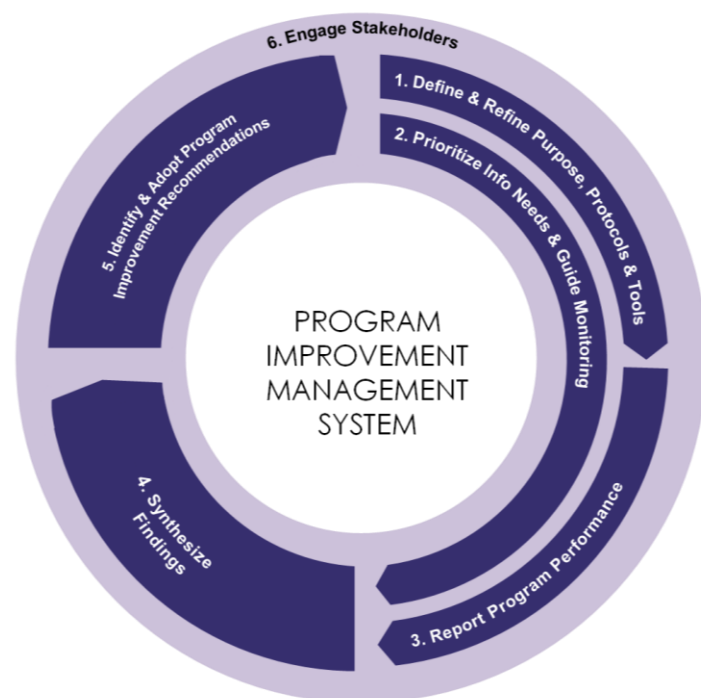 6. Engage Stakeholders
1. Define & Refine Purpose, Protocols & Tools
2. Prioritize Info Needs & Guide Monitoring
3. Report Program Performance
4. Synthesize
Findings
5. Identify & Adopt Program
Improvement Recommendations
PROGRAM
IMPROVEMENT
MANAGEMENT
SYSTEM